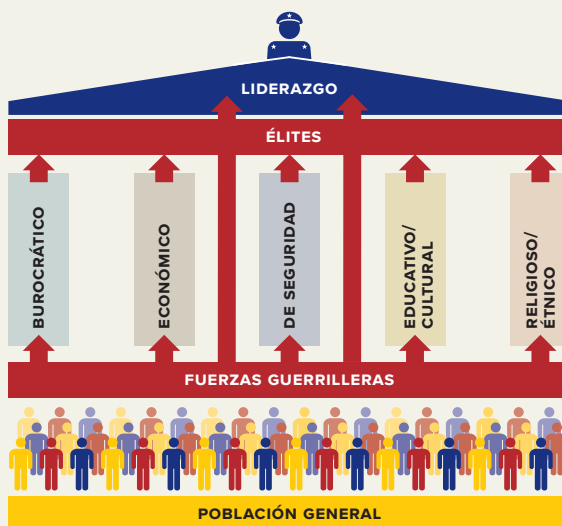 LIDERAZGO
ÉLITES
BUROCRÁTICO
ECONÓMICO
DE SEGURIDAD
EDUCATIVO/
CULTURAL
RELIGIOSO/
ÉTNICO
FUERZAS GUERRILLERAS
POBLACIÓN GENERAL